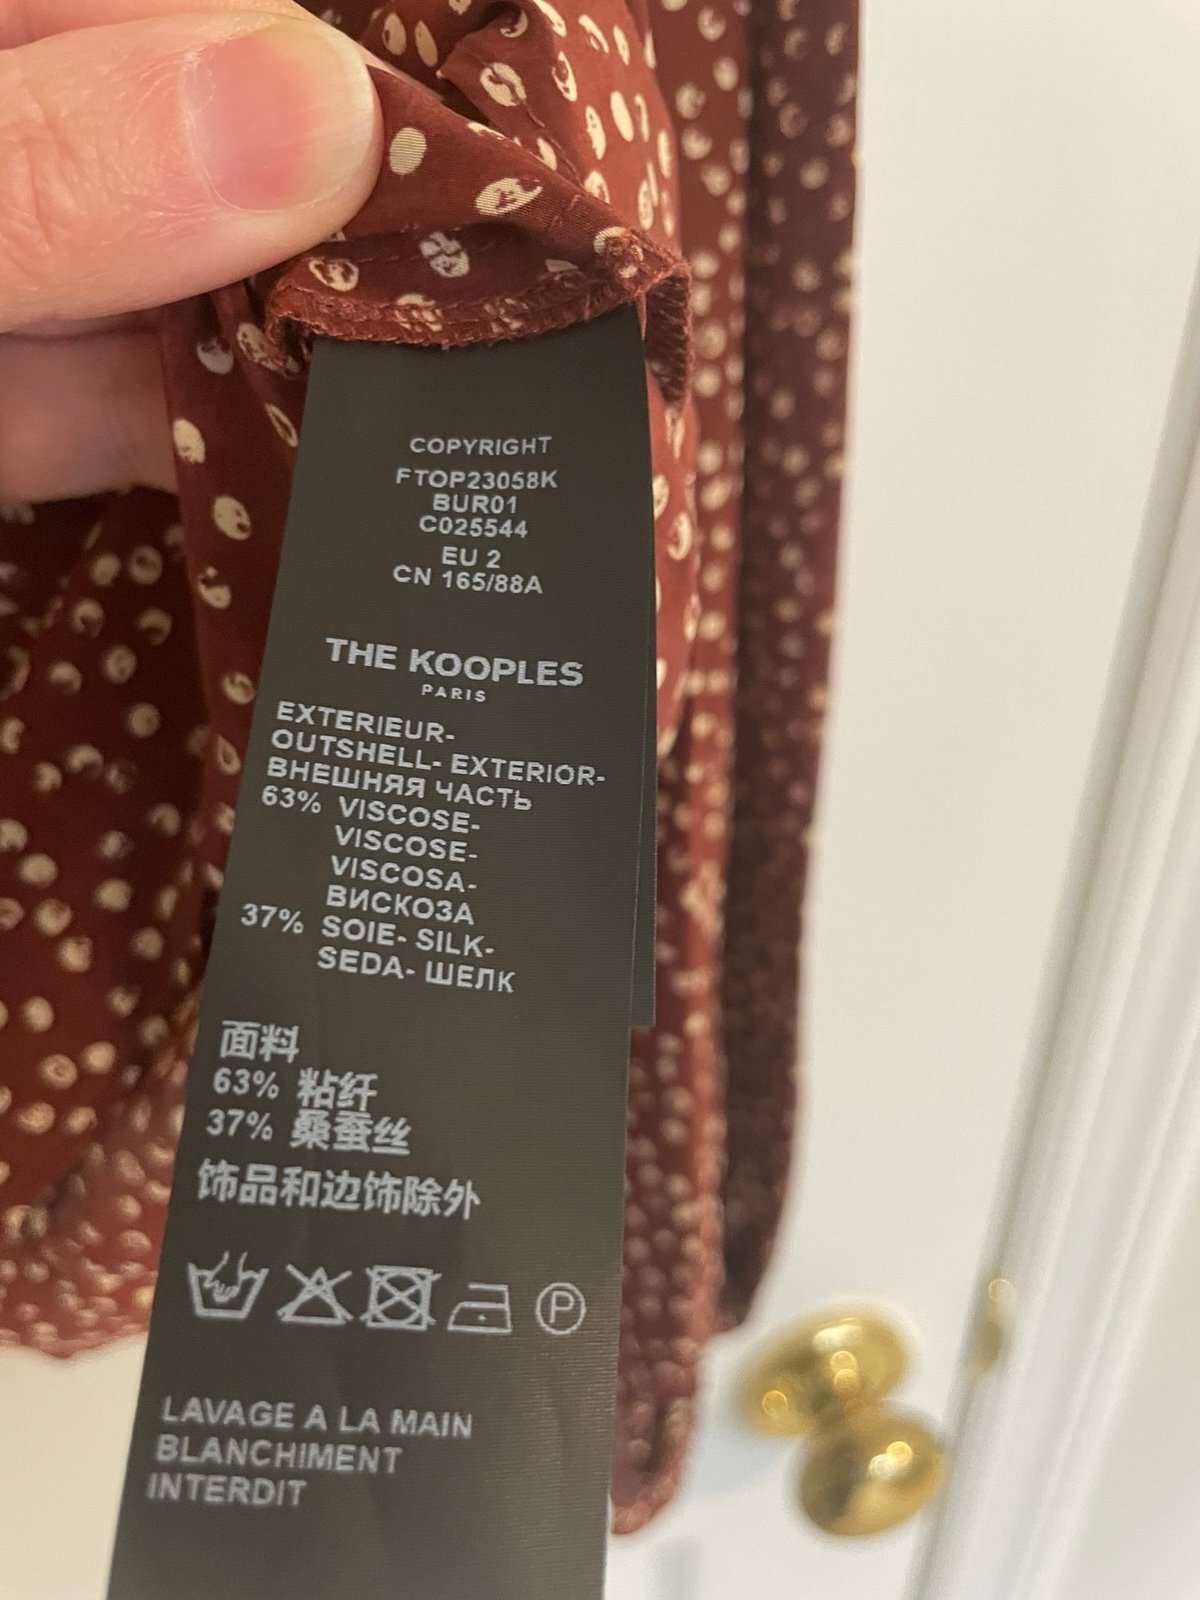 COPYRIGHT
FTOP23058K
BUR01
C025544
EU 2
CN 165/88A
THE KOOPLES
PARIS
EXTERIEUR-
OUTSHELL- EXTERIOR-
ВНЕШНЯЯ ЧАСТЬ
63% VISCOSE-
VISCOSE-
VISCOSA-
ВИСКОЗА
37% SOIE- SILK-
SEDA- ШЕЛК
面料
63% 粘纤
37% 桑蚕丝
饰品和边饰除外
P
LAVAGE A LA MAIN
BLANCHIMENT
INTERDIT